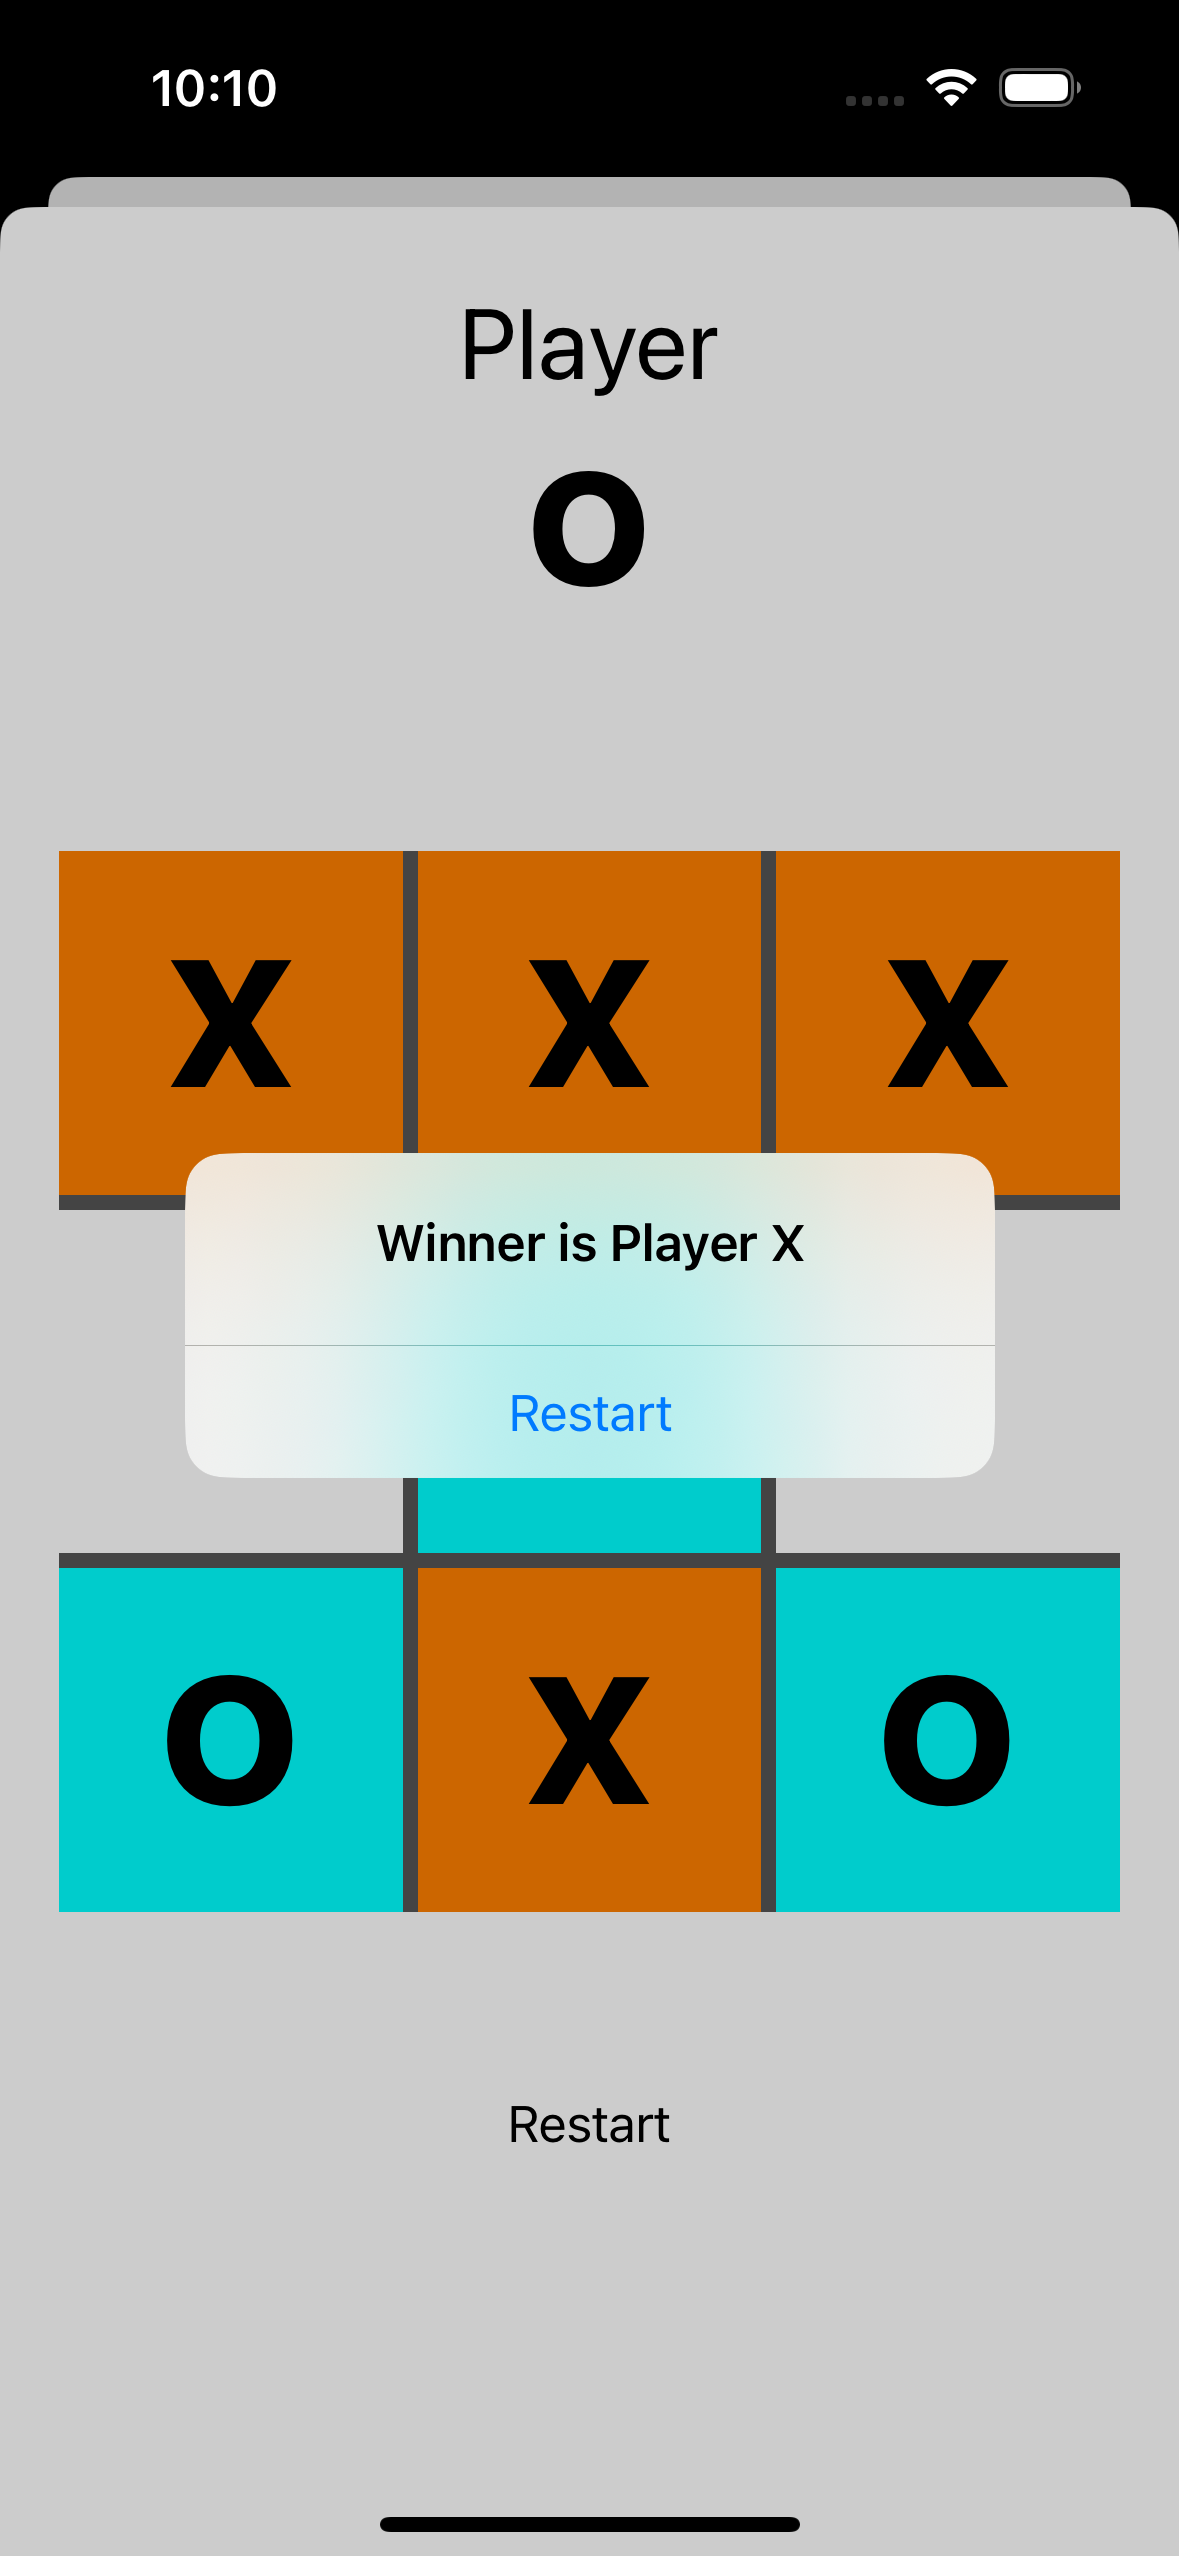 10:10
Player
O
X X X
Winner is Player X
Restart
O X O
Restart